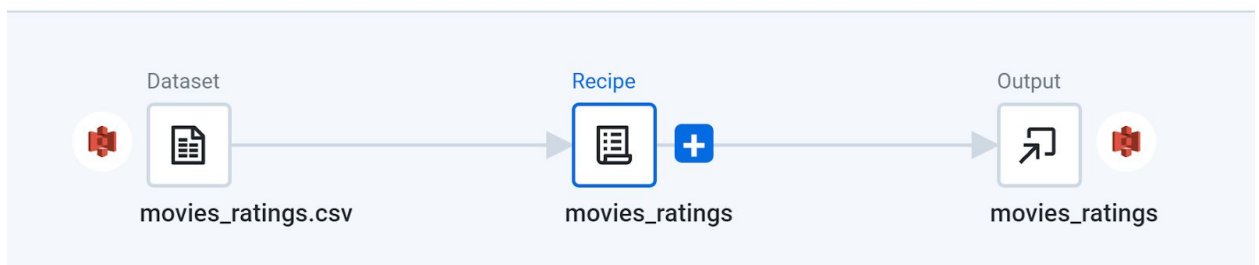 Dataset
Recipe
Output
movies_ratings.csv
movies_ratings
movies_ratings